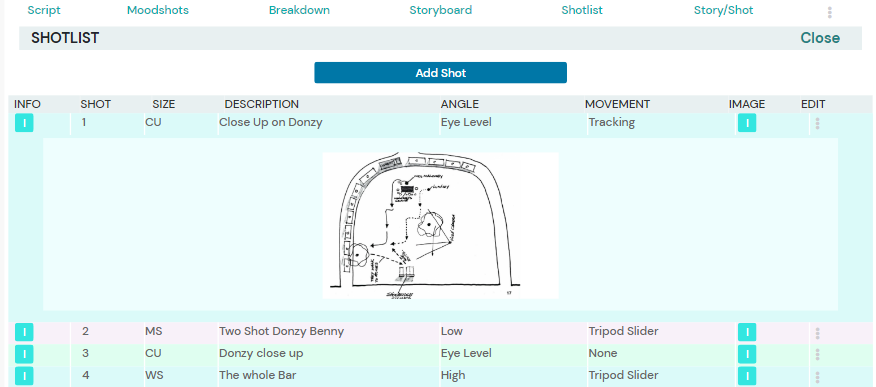 Script Moodshots Breakdown Storyboard Shotlist Story/Shot
SHOTLIST Close
Add Shot
INFO SHOT SIZE DESCRIPTION ANGLE MOVEMENT IMAGE EDIT
I 1 CU Close Up on Donzy Eye Level Tracking I
I 2 MS Two Shot Donzy Benny Low Tripod Slider I
I 3 CU Donzy close up Eye Level None I
I 4 WS The whole Bar High Tripod Slider I